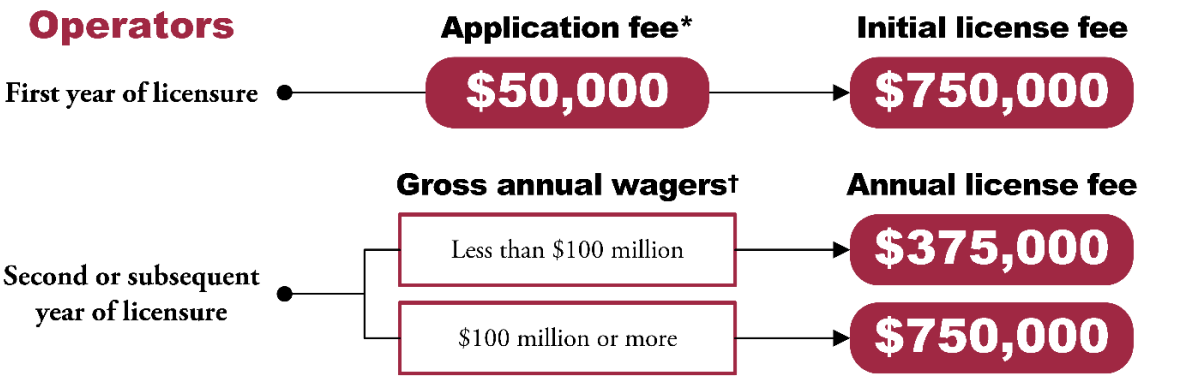 Operators
Application fee*
Initial license fee
First year of licensure
$50,000
$750,000
Gross annual wagers†
Annual license fee
Less than $100 million
$375,000
Second or subsequent
year of licensure
$100 million or more
$750,000